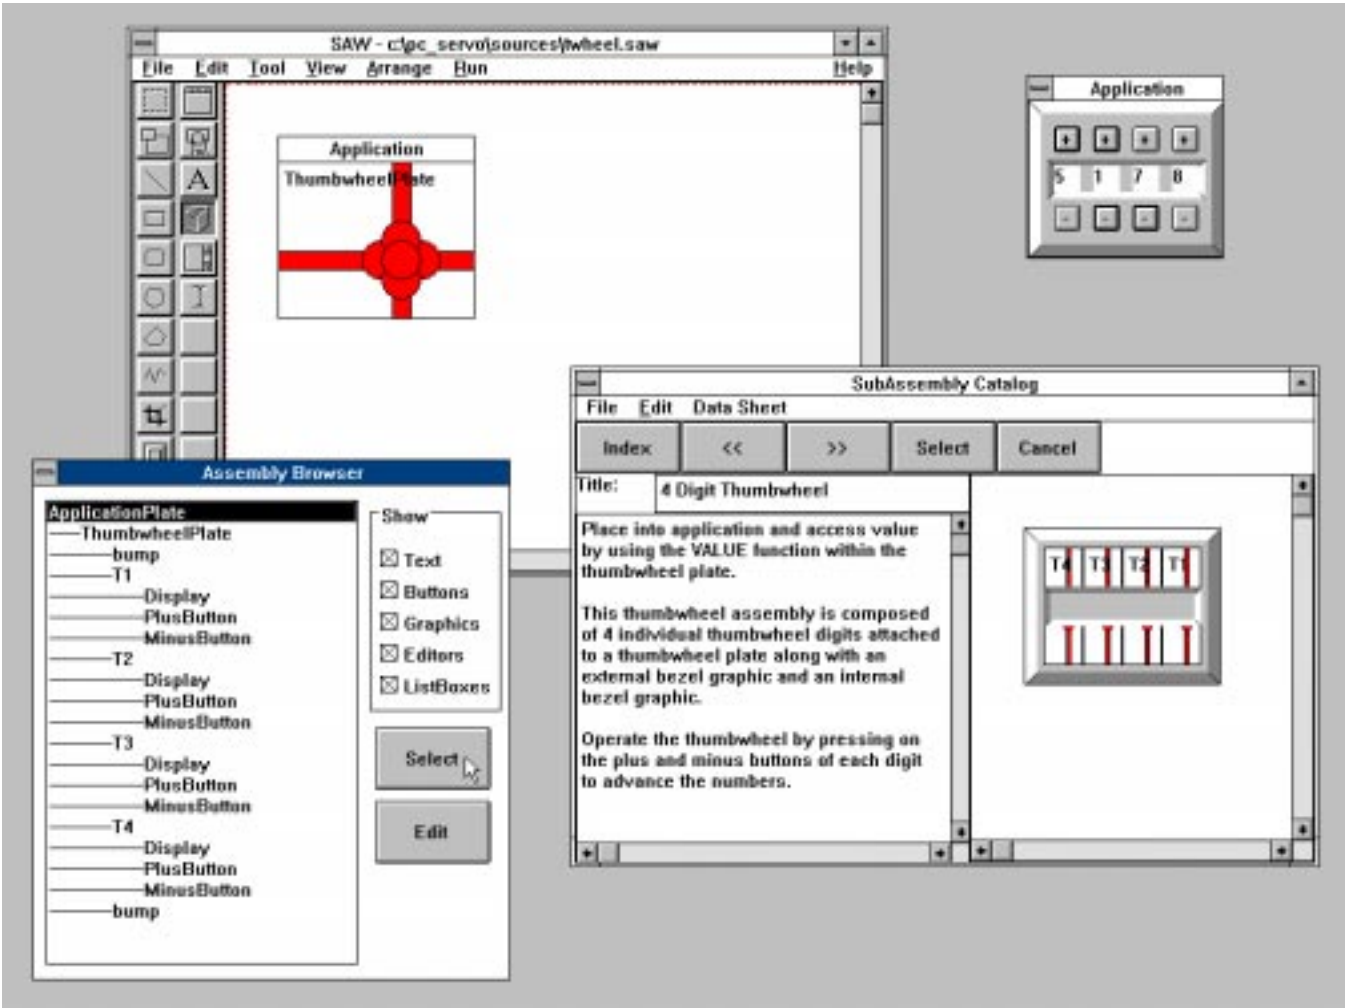 SAW - c:\pc_servo\sources\twheel.saw
File Edit Tool View Arrange Run Help
A
Application
ThumbwheelPlate
Application
5 1 7 8
SubAssembly Catalog
File Edit Data Sheet
Index << >> Select Cancel
Title: 4 Digit Thumbwheel
Place into application and access value
by using the VALUE function within the
thumbwheel plate.
This thumbwheel assembly is composed
of 4 individual thumbwheel digits attached
to a thumbwheel plate along with an
external bezel graphic and an internal
bezel graphic.
Operate the thumbwheel by pressing on
the plus and minus buttons of each digit
to advance the numbers.
T4 T3 T2 T1
Assembly Browser
ApplicationPlate
ThumbwheelPlate
bump
T1
Display
PlusButton
MinusButton
T2
Display
PlusButton
MinusButton
T3
Display
PlusButton
MinusButton
T4
Display
PlusButton
MinusButton
bump
Show
Text
Buttons
Graphics
Editors
ListBoxes
Select
Edit